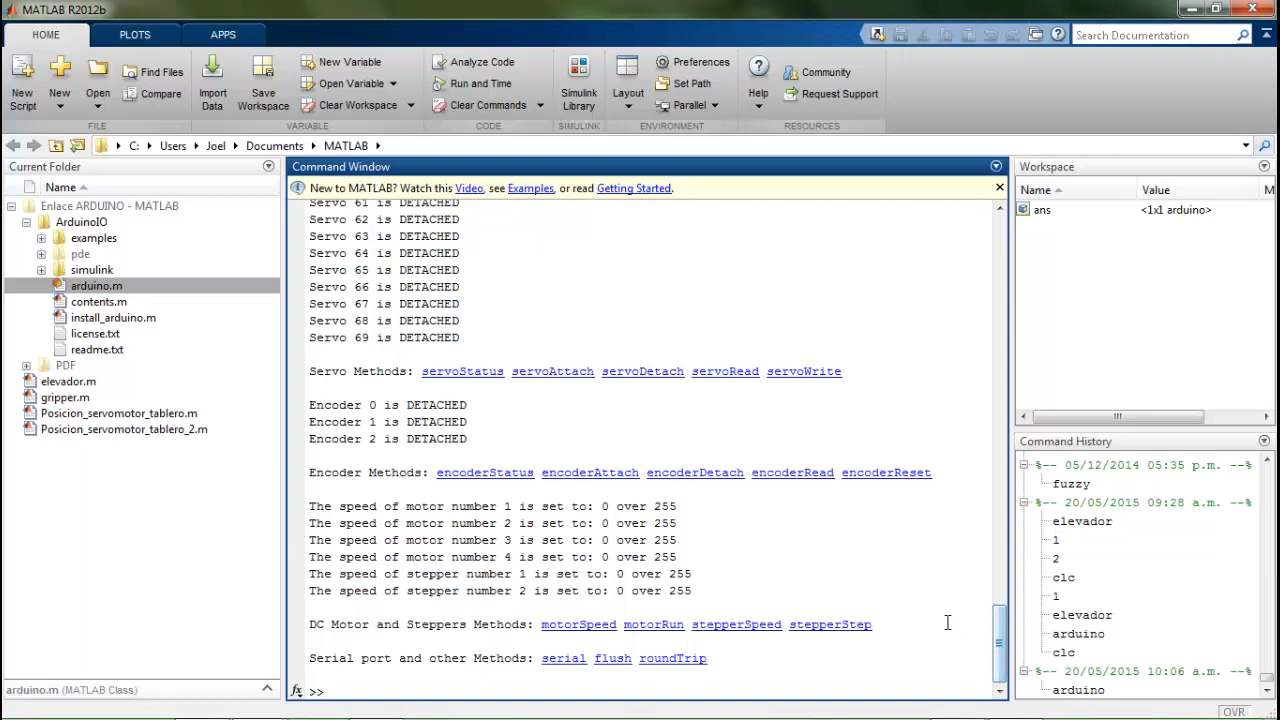 MATLAB R2012b
HOME
PLOTS
APPS
Search Documentation
New Script
New
Open
Find Files
Compare
Import Data
Save Workspace
New Variable
Open Variable
Clear Workspace
Analyze Code
Run and Time
Clear Commands
Simulink Library
Layout
Preferences
Set Path
Parallel
Help
Community
Request Support
FILE
VARIABLE
CODE
SIMULINK
ENVIRONMENT
RESOURCES
C: Users Joel Documents MATLAB
Current Folder
Name
Enlace ARDUINO - MATLAB
ArduinoIO
examples
pde
simulink
arduino.m
contents.m
install_arduino.m
license.txt
readme.txt
PDF
elevador.m
gripper.m
Posicion_servomotor_tablero.m
Posicion_servomotor_tablero_2.m
arduino.m (MATLAB Class)
Command Window
New to MATLAB? Watch this Video, see Examples, or read Getting Started.
Servo 61 is DETACHED
Servo 62 is DETACHED
Servo 63 is DETACHED
Servo 64 is DETACHED
Servo 65 is DETACHED
Servo 66 is DETACHED
Servo 67 is DETACHED
Servo 68 is DETACHED
Servo 69 is DETACHED
Servo Methods: servoStatus servoAttach servoDetach servoRead servoWrite
Encoder 0 is DETACHED
Encoder 1 is DETACHED
Encoder 2 is DETACHED
Encoder Methods: encoderStatus encoderAttach encoderDetach encoderRead encoderReset
The speed of motor number 1 is set to: 0 over 255
The speed of motor number 2 is set to: 0 over 255
The speed of motor number 3 is set to: 0 over 255
The speed of motor number 4 is set to: 0 over 255
The speed of stepper number 1 is set to: 0 over 255
The speed of stepper number 2 is set to: 0 over 255
DC Motor and Steppers Methods: motorSpeed motorRun stepperSpeed stepperStep
Serial port and other Methods: serial flush roundTrip
fx >>
Workspace
Name Value M
ans <1x1 arduino>
Command History
%-- 05/12/2014 05:35 p.m. --%
fuzzy
%-- 20/05/2015 09:28 a.m. --%
elevador
1
2
clc
1
elevador
arduino
clc
%-- 20/05/2015 10:06 a.m. --%
arduino
OVR